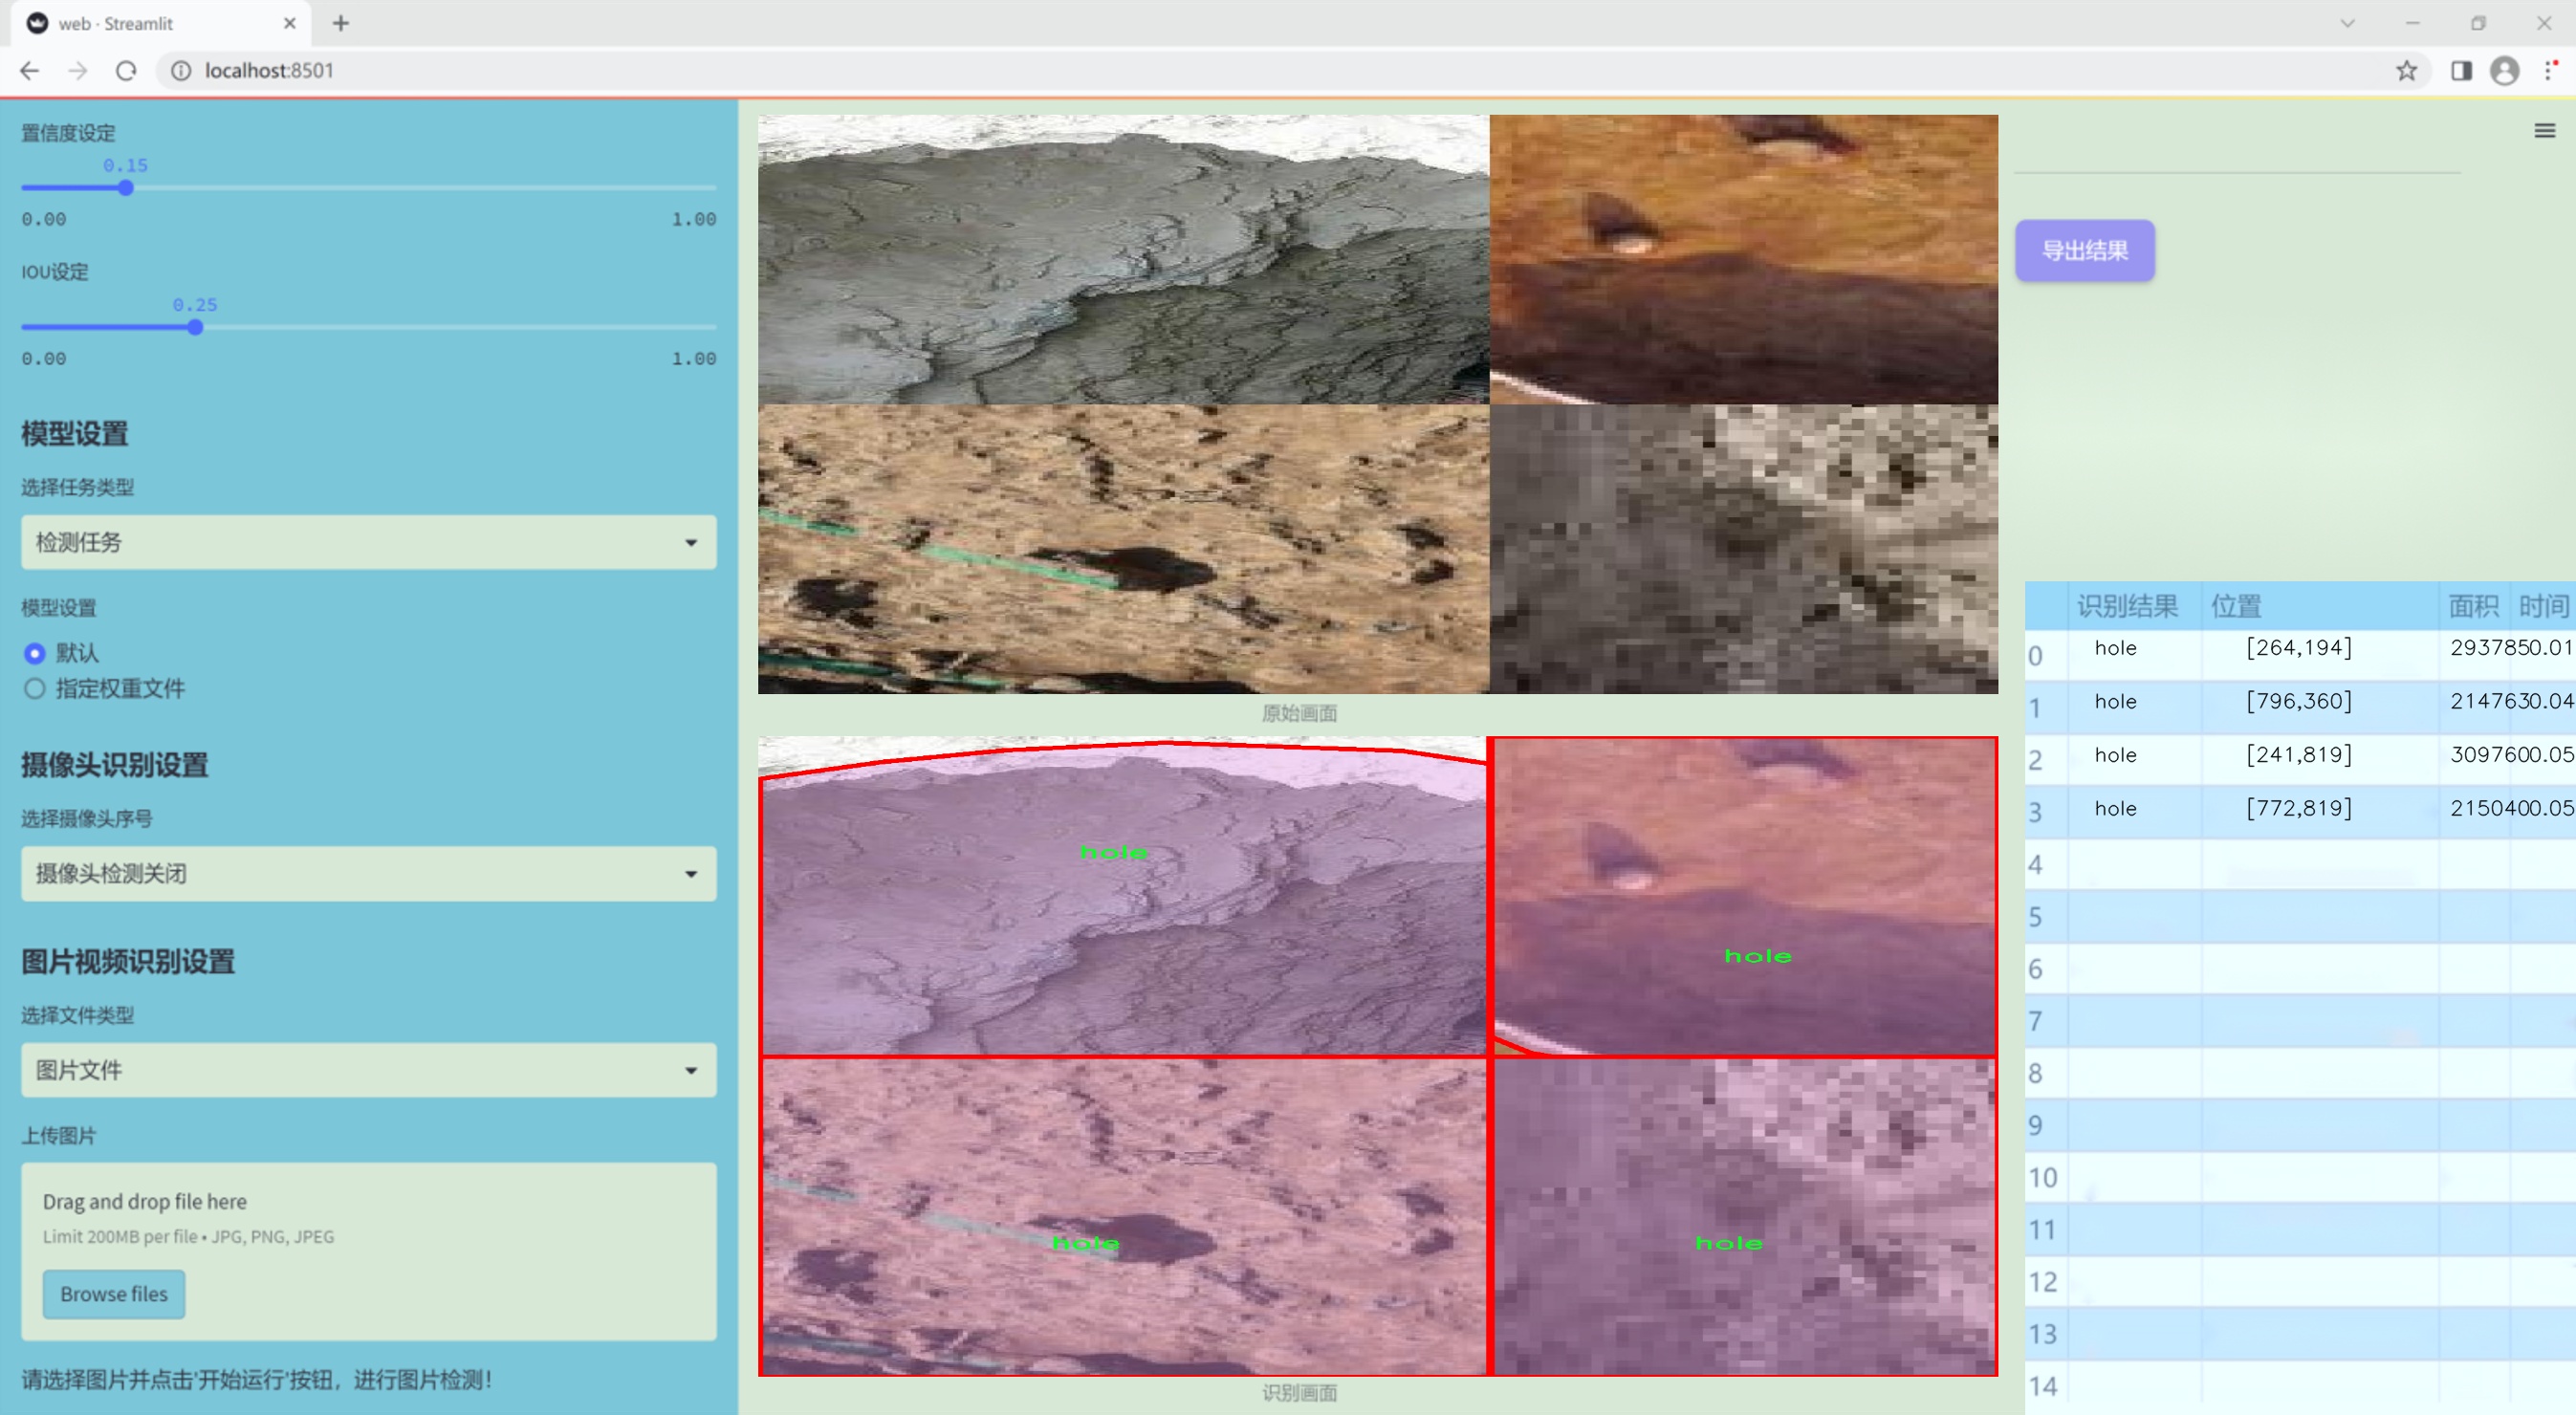 web · Streamlit
localhost:8501
置信度设定
0.15
0.00 1.00
IOU设定
0.25
0.00 1.00
模型设置
选择任务类型
检测任务
模型设置
默认
指定权重文件
摄像头识别设置
选择摄像头序号
摄像头检测关闭
图片视频识别设置
选择文件类型
图片文件
上传图片
Drag and drop file here
Limit 200MB per file • JPG, PNG, JPEG
Browse files
请选择图片并点击'开始运行'按钮，进行图片检测！
原始画面
hole
hole
hole
hole
识别画面
导出结果
识别结果 位置 面积 时间
0 hole [264,194] 2937850.01
1 hole [796,360] 2147630.04
2 hole [241,819] 3097600.05
3 hole [772,819] 2150400.05
4
5
6
7
8
9
10
11
12
13
14